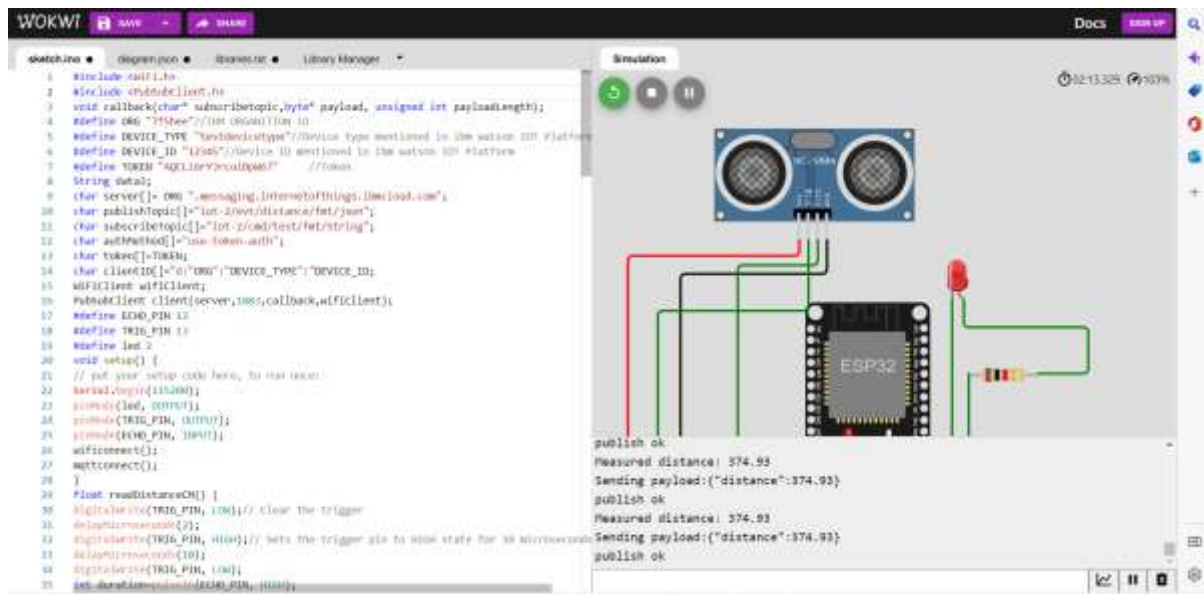 WOKWI SAVE SHARE Docs SIGN UP
sketch.ino diagram.json libraries.txt Library Manager
Simulation
02:13.329 103%
1 #include <WiFi.h>
2 #include <PubSubClient.h>
3 void callback(char* subscribetopic,byte* payload, unsigned int payloadLength);
4 #define ORG "//IBM ORGANITION ID
5 #define DEVICE_TYPE "testdevicetype"//Device type mentioned in ibm watson IOT Platform
6 #define DEVICE_ID "12345"//Device ID mentioned in ibm watson IOT Platform
7 #define TOKEN //Token
8 String data3;
9 char server[]= ORG ".messaging.internetofthings.ibmcloud.com";
10 char publishTopic[]="iot-2/evt/distance/fmt/json";
11 char subscribetopic[]="iot-2/cmd/test/fmt/string";
12 char authMethod[]="use-token-auth";
13 char token[]=TOKEN;
14 char clientID[]="d:"ORG":"DEVICE_TYPE":"DEVICE_ID;
15 WiFiClient wifiClient;
16 PubSubClient client(server,1883,callback,wifiClient);
17 #define ECHO_PIN
18 #define TRIG_PIN 13
19 #define led 2
20 void setup() {
21 // put your setup code here, to run once:
22 Serial.begin(115200);
23 pinMode(led, OUTPUT);
24 pinMode(TRIG_PIN, OUTPUT);
25 pinMode(ECHO_PIN, INPUT);
26 wificonnect();
27 mqttconnect();
28 }
29 float readDistanceCM() {
30 digitalWrite(TRIG_PIN, LOW);// Clear the trigger
31 delayMicroseconds(2);
32 digitalWrite(TRIG_PIN, HIGH);// Sets the trigger pin to HIGH state for 10 microseconds
33 delayMicroseconds(10);
34 digitalWrite(TRIG_PIN, LOW);
35 int duration=pulseIn(ECHO_PIN, HIGH);
HC-SR04
ESP32
publish ok
Measured distance: 374.93
Sending payload:{"distance":374.93}
publish ok
Measured distance: 374.93
Sending payload:{"distance":374.93}
publish ok